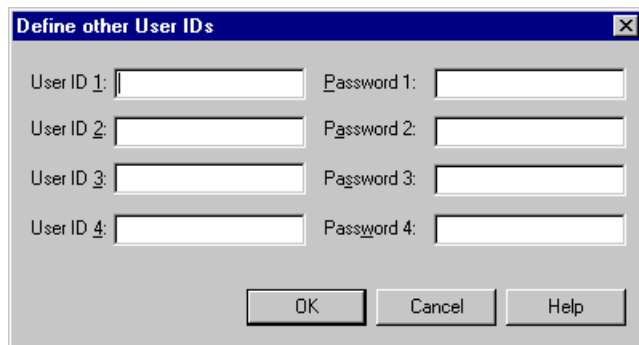 Define other User IDs
User ID 1: Password 1:
User ID 2: Password 2:
User ID 3: Password 3:
User ID 4: Password 4:
OK Cancel Help